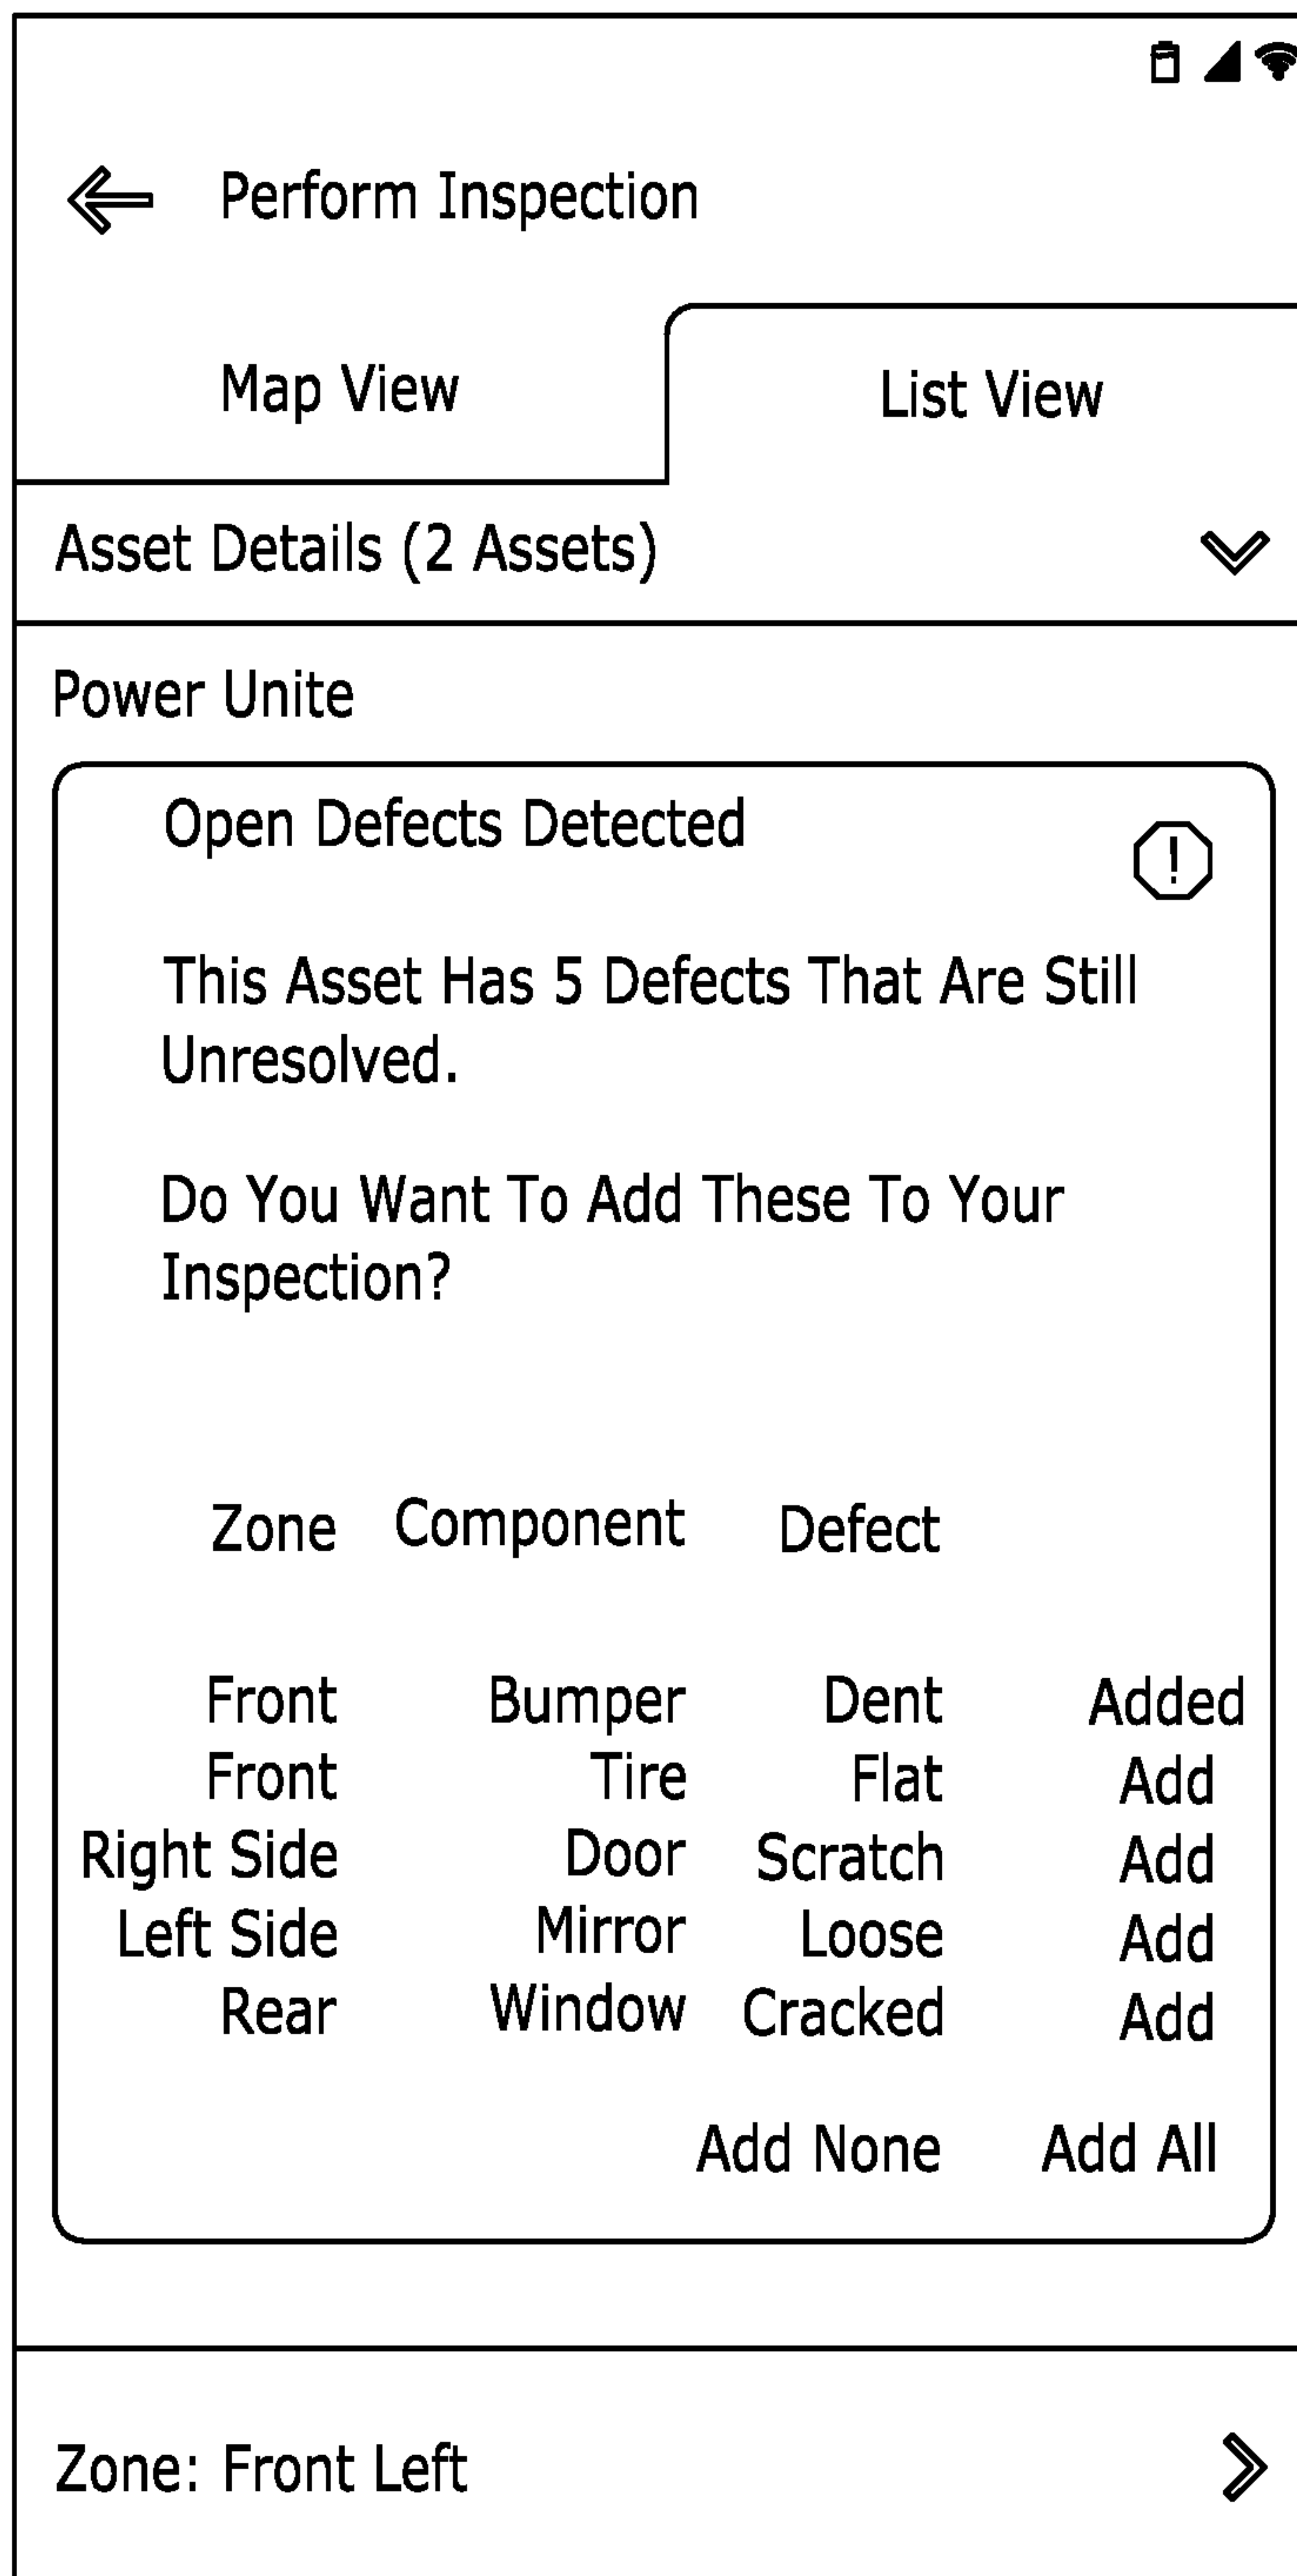 Perform Inspection
Map View List View
Asset Details (2 Assets)
Power Unite
Open Defects Detected
!
This Asset Has 5 Defects That Are Still
Unresolved.
Do You Want To Add These To Your
Inspection?
Zone Component Defect
Front Bumper Dent Added
Front Tire Flat Add
Right Side Door Scratch Add
Left Side Mirror Loose Add
Rear Window Cracked Add
Add None Add All
Zone: Front Left